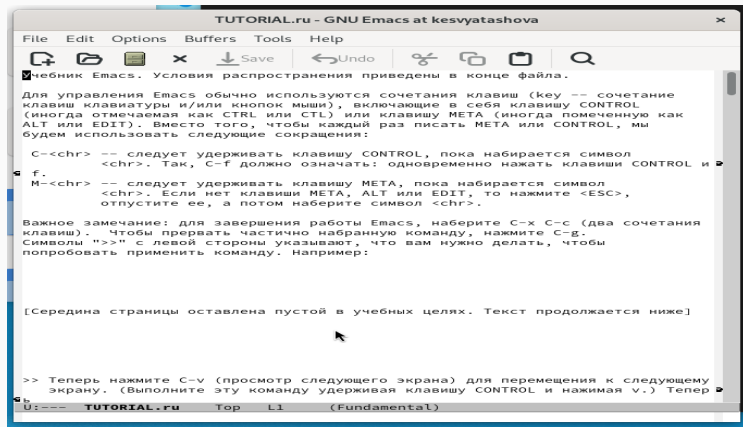 TUTORIAL.ru - GNU Emacs at kesvyatashova
File Edit Options Buffers Tools Help
Save Undo
Учебник Emacs. Условия распространения приведены в конце файла.
Для управления Emacs обычно используются сочетания клавиш (key -- сочетание
клавиш клавиатуры и/или кнопок мыши), включающие в себя клавишу CONTROL
(иногда отмечаемая как CTRL или CTL) или клавишу META (иногда помеченную как
ALT или EDIT). Вместо того, чтобы каждый раз писать META или CONTROL, мы
будем использовать следующие сокращения:
C-<chr> -- следует удерживать клавишу CONTROL, пока набирается символ
<chr>. Так, C-f должно означать: одновременно нажать клавиши CONTROL и
f.
M-<chr> -- следует удерживать клавишу META, пока набирается символ
<chr>. Если нет клавиши META, ALT или EDIT, то нажмите <ESC>,
отпустите ее, а потом наберите символ <chr>.
Важное замечание: для завершения работы Emacs, наберите C-x C-c (два сочетания
клавиш). Чтобы прервать частично набранную команду, нажмите C-g.
Символы ">>" с левой стороны указывают, что вам нужно делать, чтобы
попробовать применить команду. Например:
[Середина страницы оставлена пустой в учебных целях. Текст продолжается ниже]
>> Теперь нажмите C-v (просмотр следующего экрана) для перемещения к следующему
экрану. (Выполните эту команду удерживая клавишу CONTROL и нажимая v.) Тепер
ь
U:--- TUTORIAL.ru Top L1 (Fundamental)